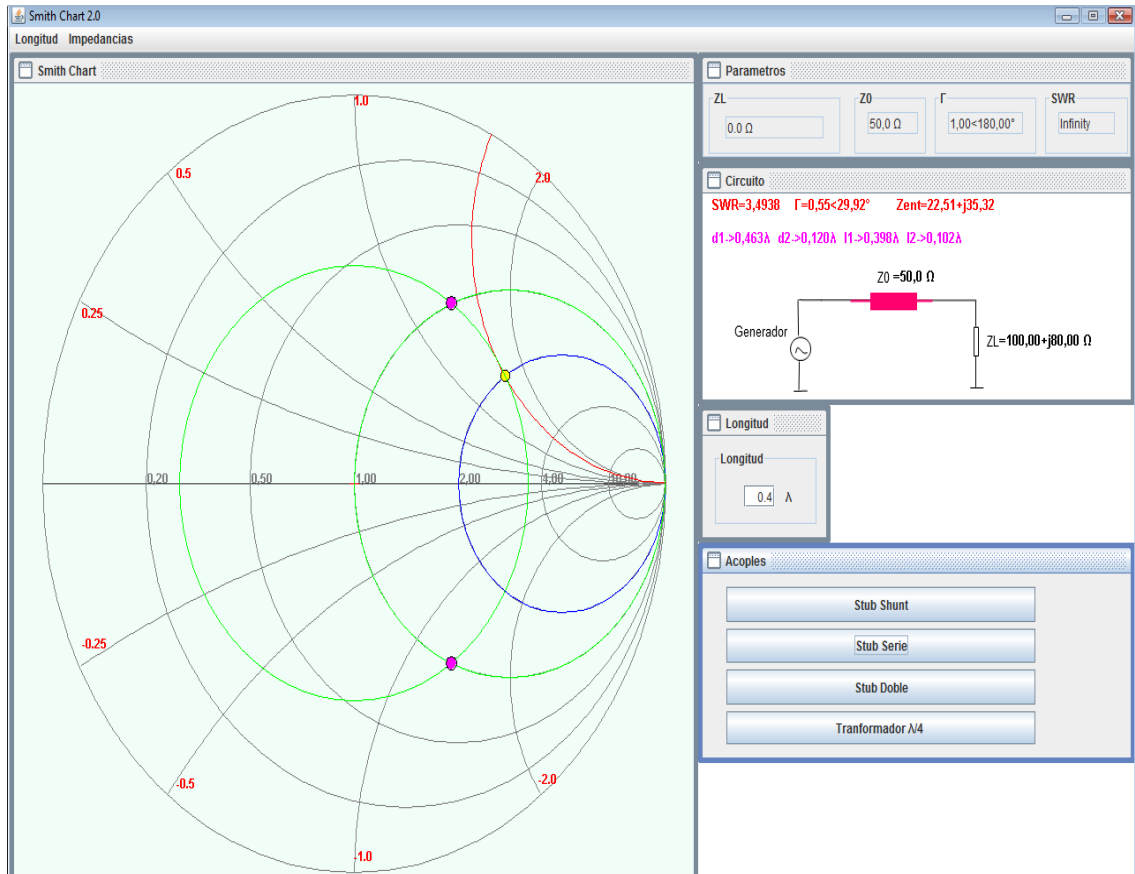 Smith Chart 2.0
Longitud Impedancias
Smith Chart
1.0
0.5
2.0
0.25
0,20
0,50
1,00
2,00
4,00
10,00
-0.25
-0.5
-2.0
-1.0
Parametros
ZL
0.0 Ω
Z0
50,0 Ω
Γ
1,00<180,00°
SWR
Infinity
Circuito
SWR=3,4938 Γ=0,55<29,92° Zent=22,51+j35,32
d1->0,463λ d2->0,120λ l1->0,398λ l2->0,102λ
Z0 =50,0 Ω
Generador
ZL=100,00+j80,00 Ω
Longitud
Longitud
0.4 λ
Acoples
Stub Shunt
Stub Serie
Stub Doble
Tranformador λ/4